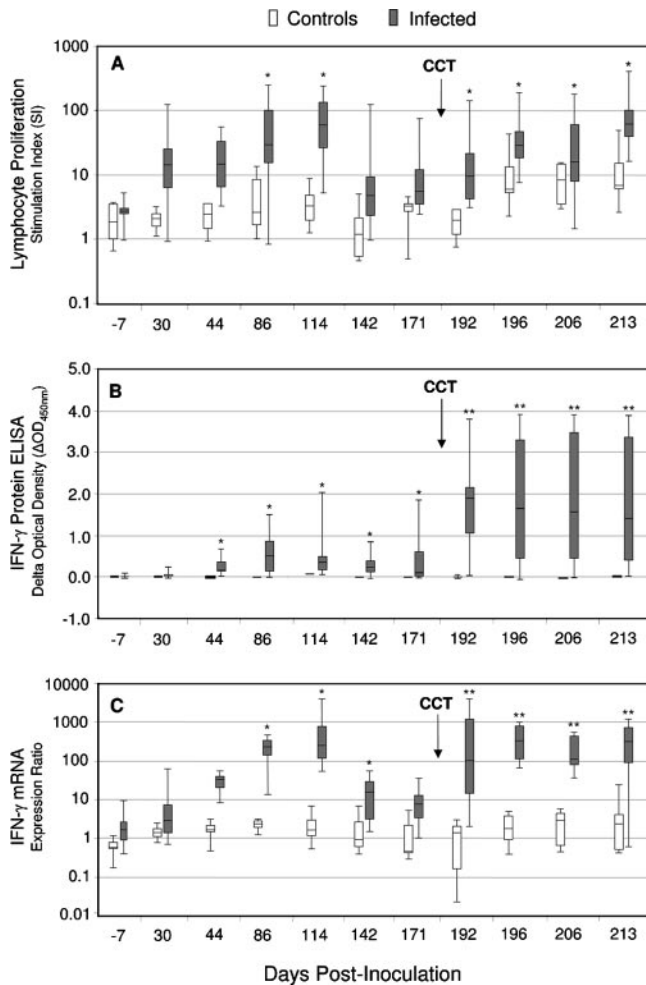 Controls Infected
1000
A
CCT
* * * * * *
100
10
1
0.1
Lymphocyte Proliferation
Stimulation Index (SI)
-7 30 44 86 114 142 171 192 196 206 213
5.0
B
CCT
4.0
** ** ** **
3.0
2.0
* * * * *
1.0
0.0
-1.0
IFN-γ Protein ELISA
Delta Optical Density (ΔOD450nm)
-7 30 44 86 114 142 171 192 196 206 213
10000
C
CCT
* * * ** ** ** **
1000
100
10
1
0.1
0.01
IFN-γ mRNA
Expression Ratio
-7 30 44 86 114 142 171 192 196 206 213
Days Post-Inoculation